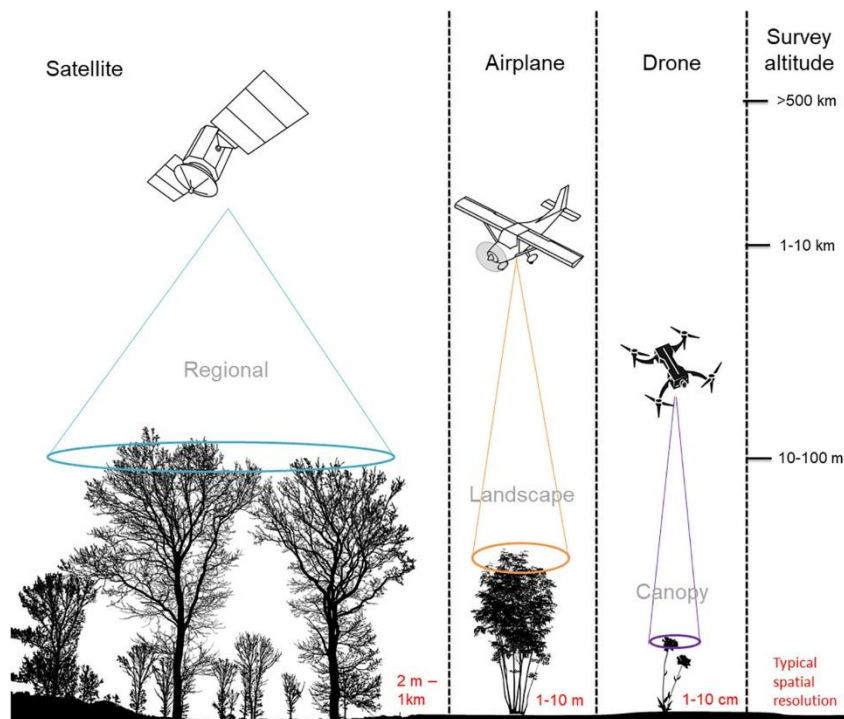 Satellite
Airplane
Drone
Survey
altitude
>500 km
1-10 km
10-100 m
Regional
Landscape
Canopy
2 m –
1km
1-10 m
1-10 cm
Typical
spatial
resolution